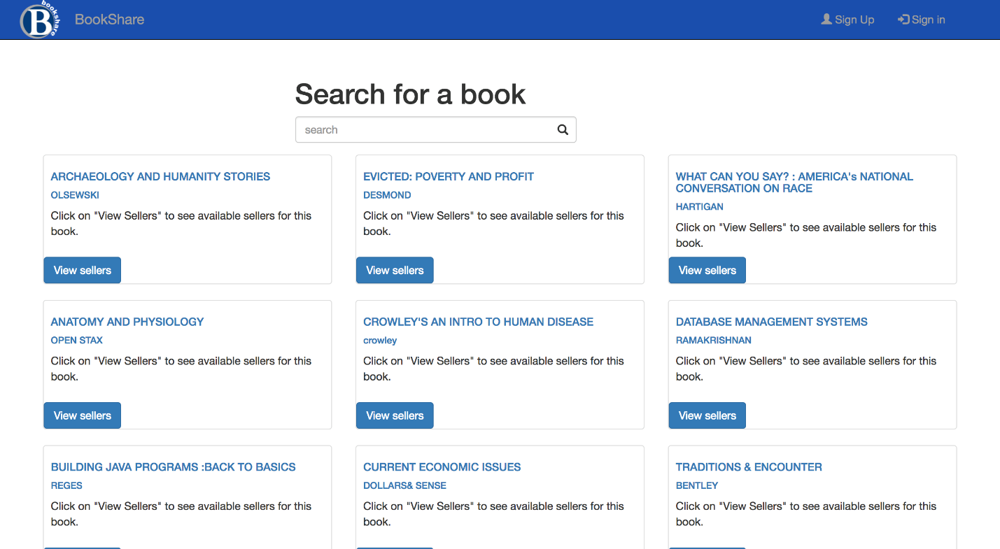 bookshare
B
BookShare
Sign Up
Sign in
Search for a book
search
ARCHAEOLOGY AND HUMANITY STORIES
OLSEWSKI
Click on "View Sellers" to see available sellers for this
book.
View sellers
EVICTED: POVERTY AND PROFIT
DESMOND
Click on "View Sellers" to see available sellers for this
book.
View sellers
WHAT CAN YOU SAY? : AMERICA's NATIONAL
CONVERSATION ON RACE
HARTIGAN
Click on "View Sellers" to see available sellers for this
book.
View sellers
ANATOMY AND PHYSIOLOGY
OPEN STAX
Click on "View Sellers" to see available sellers for this
book.
View sellers
CROWLEY'S AN INTRO TO HUMAN DISEASE
crowley
Click on "View Sellers" to see available sellers for this
book.
View sellers
DATABASE MANAGEMENT SYSTEMS
RAMAKRISHNAN
Click on "View Sellers" to see available sellers for this
book.
View sellers
BUILDING JAVA PROGRAMS :BACK TO BASICS
REGES
Click on "View Sellers" to see available sellers for this
book.
CURRENT ECONOMIC ISSUES
DOLLARS& SENSE
Click on "View Sellers" to see available sellers for this
book.
TRADITIONS & ENCOUNTER
BENTLEY
Click on "View Sellers" to see available sellers for this
book.